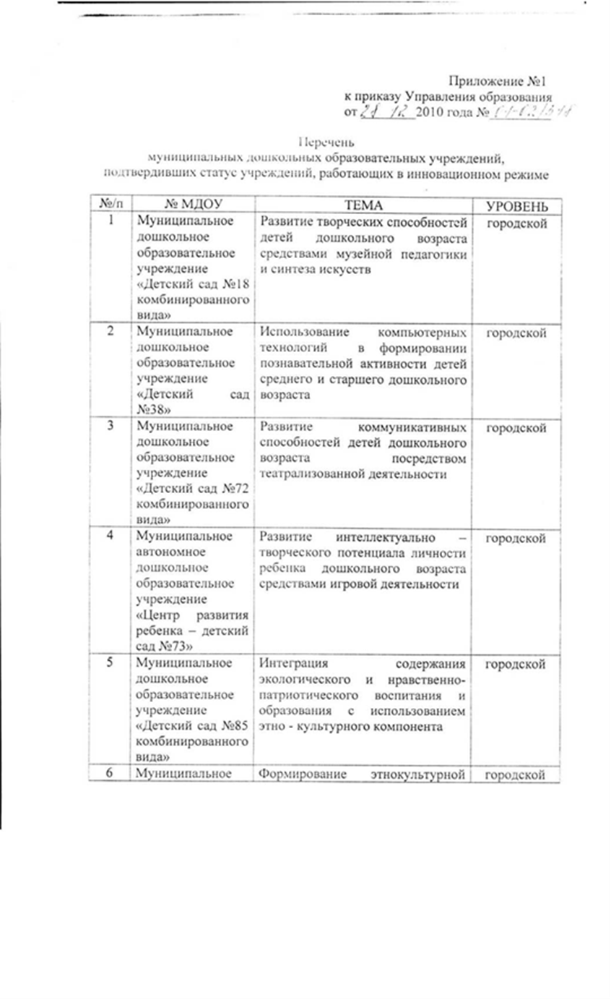 Приложение №1
к приказу Управления образования
от 28 12 2010 года №
Перечень
муниципальных дошкольных образовательных учреждений,
подтвердивших статус учреждений, работающих в инновационном режиме
№/п № МДОУ ТЕМА УРОВЕНЬ
1 Муниципальное Развитие творческих способностей городской
дошкольное детей дошкольного возраста
образовательное средствами музейной педагогики
учреждение и синтеза искусств
«Детский сад №18
комбинированного
вида»
2 Муниципальное Использование компьютерных городской
дошкольное технологий в формировании
образовательное познавательной активности детей
учреждение среднего и старшего дошкольного
«Детский сад возраста
№38»
3 Муниципальное Развитие коммуникативных городской
дошкольное способностей детей дошкольного
образовательное возраста посредством
учреждение театрализованной деятельности
«Детский сад №72
комбинированного
вида»
4 Муниципальное Развитие интеллектуально – городской
автономное творческого потенциала личности
дошкольное ребенка дошкольного возраста
образовательное средствами игровой деятельности
учреждение
«Центр развития
ребенка – детский
сад №73»
5 Муниципальное Интеграция содержания городской
дошкольное экологического и нравственно-
образовательное патриотического воспитания и
учреждение образования с использованием
«Детский сад №85 этно - культурного компонента
комбинированного
вида»
6 Муниципальное Формирование этнокультурной городской